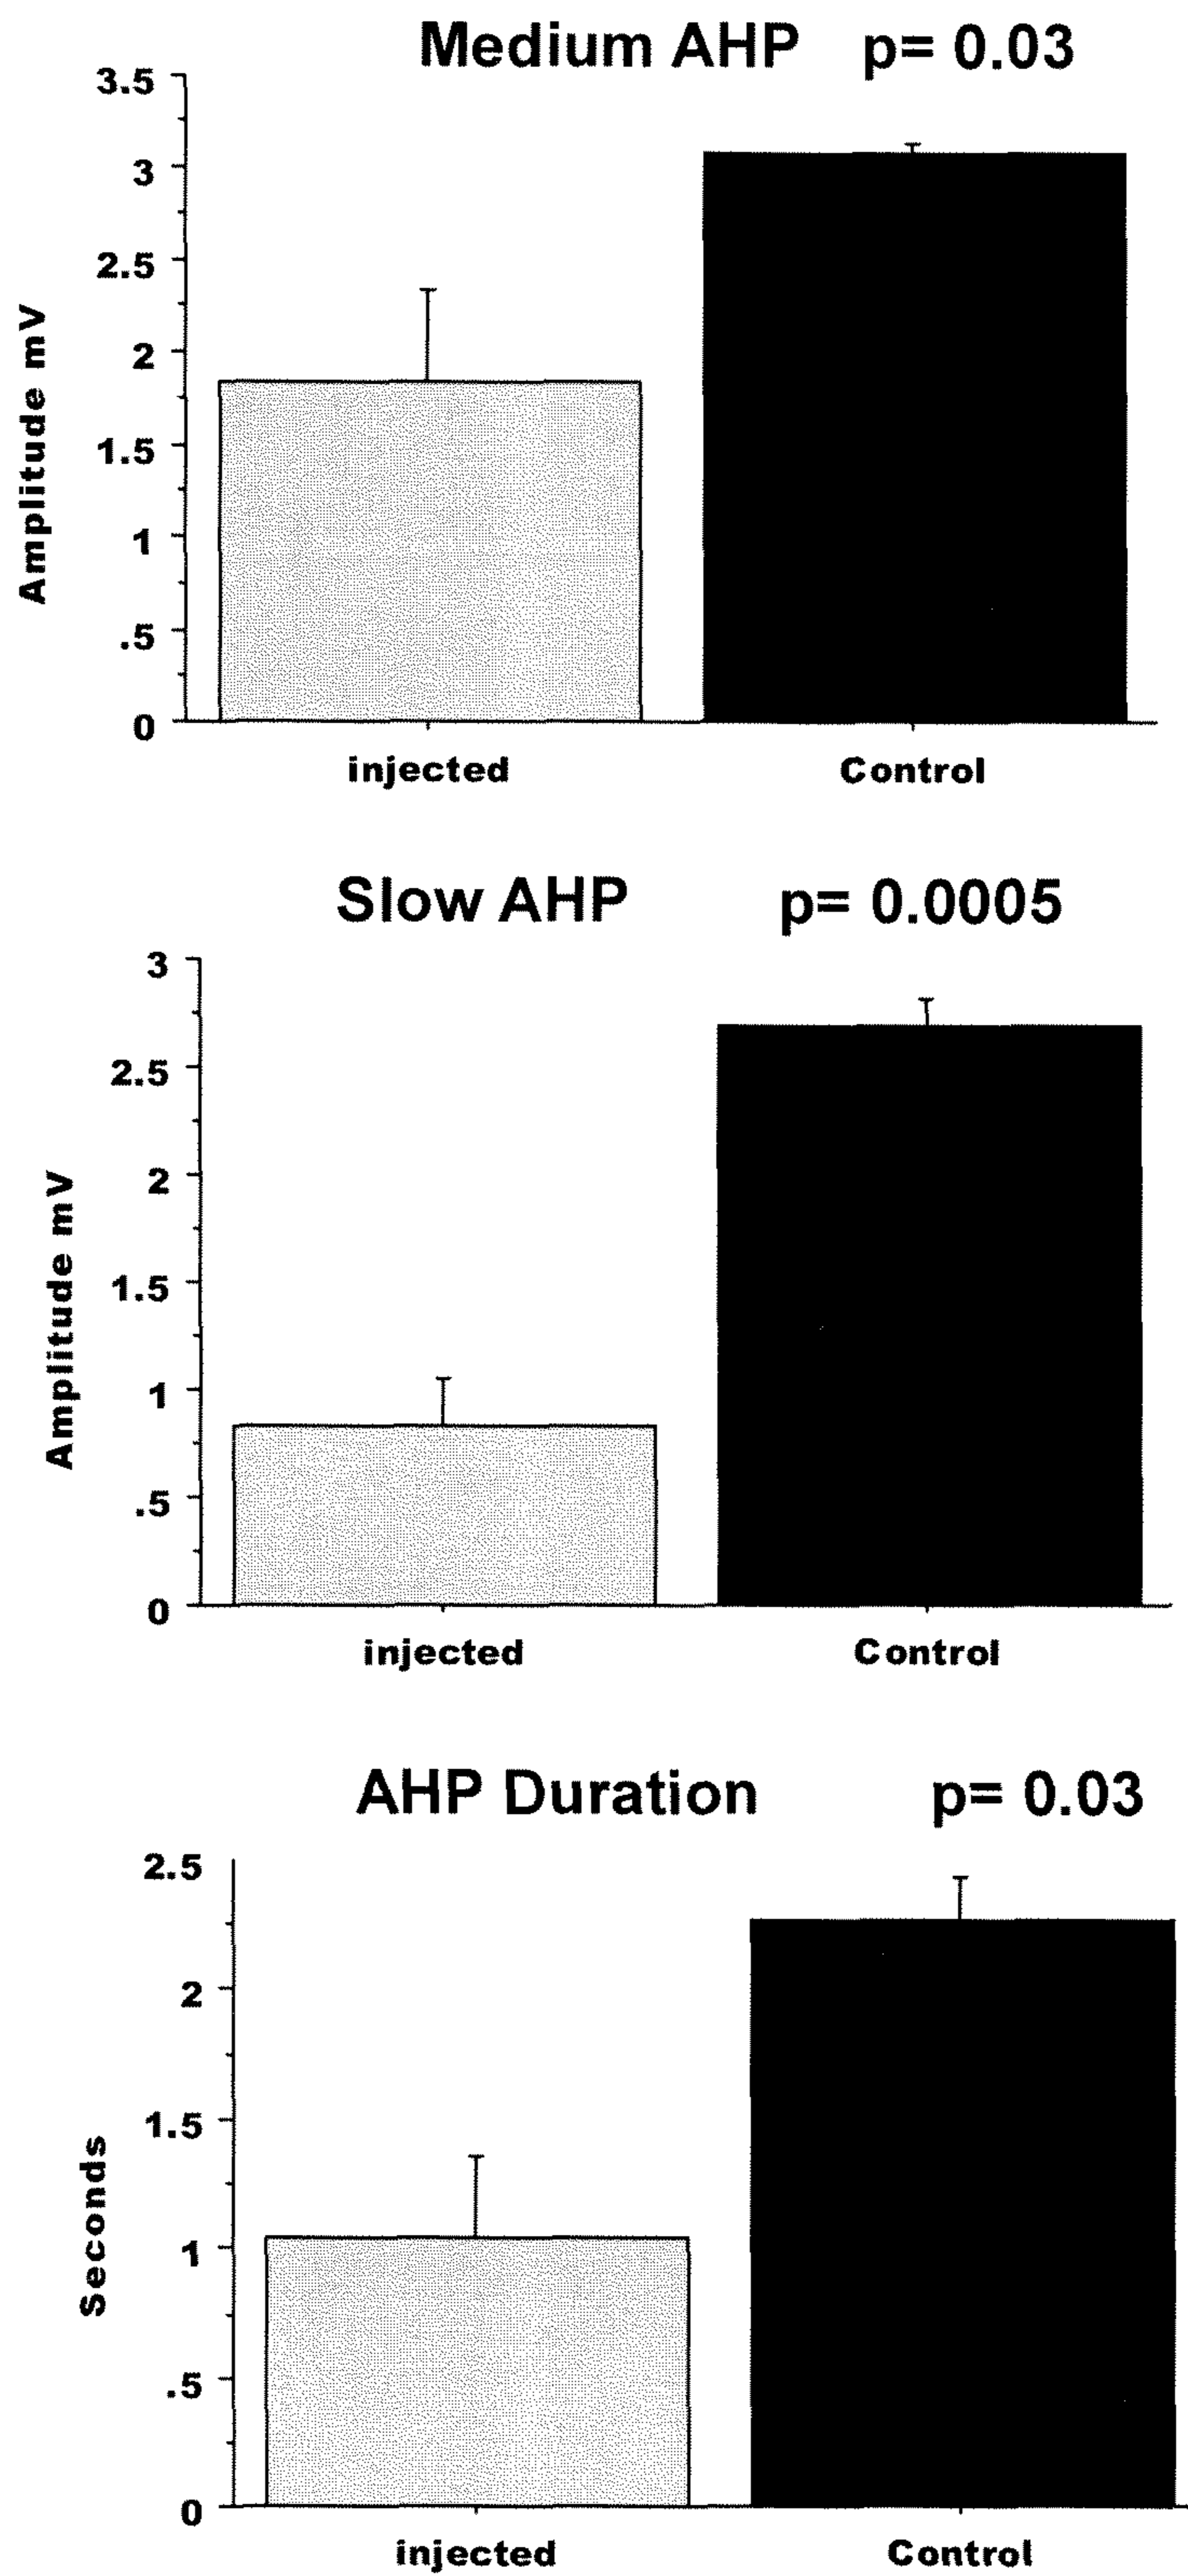 Medium AHP p= 0.03
3.5
3
2.5
2
1.5
1
.5
0
Amplitude mV
injected Control
Slow AHP p= 0.0005
3
2.5
2
1.5
1
.5
0
Amplitude mV
injected Control
AHP Duration p= 0.03
2.5
2
1.5
1
.5
0
Seconds
injected Control